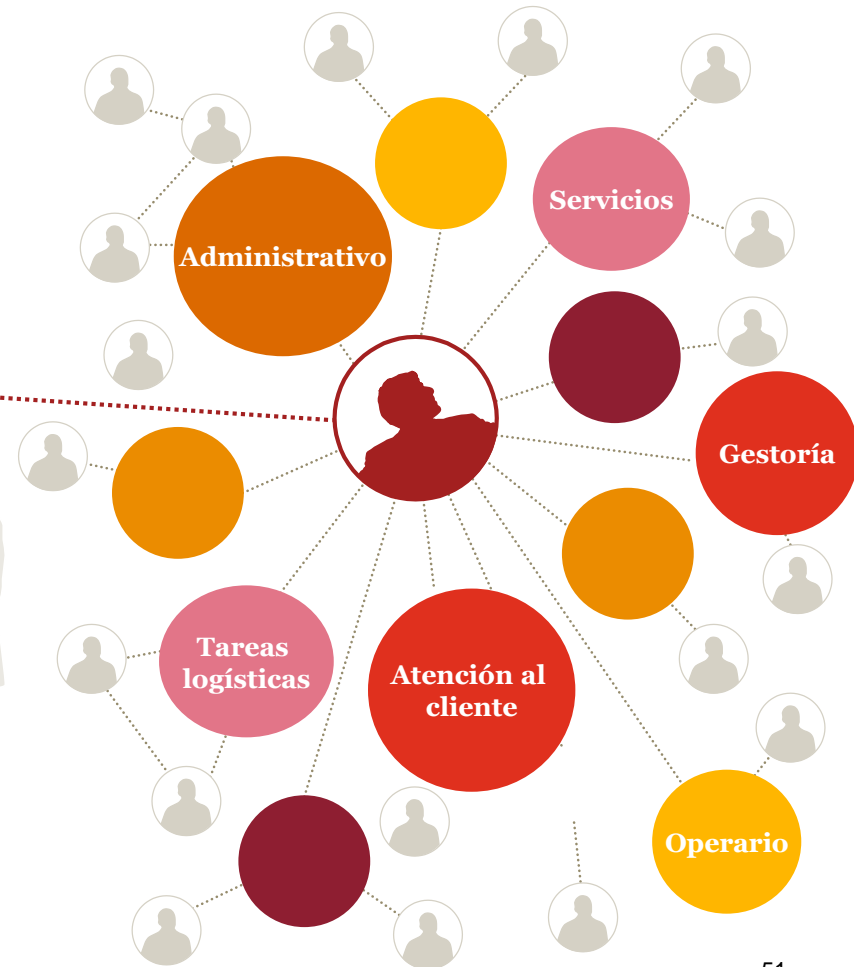 Servicios
Administrativo
Gestoría
Tareas
logísticas
Atención al
cliente
Operario